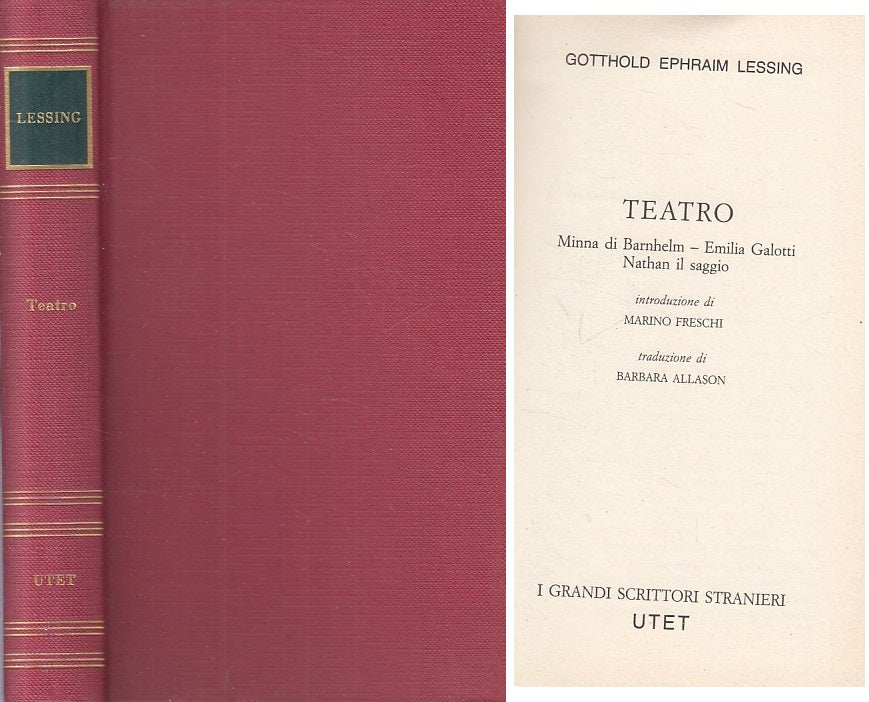 LESSING
Teatro
UTET
GOTTHOLD EPHRAIM LESSING
TEATRO
Minna di Barnhelm – Emilia Galotti
Nathan il saggio
introduzione di
MARINO FRESCHI
traduzione di
BARBARA ALLASON
I GRANDI SCRITTORI STRANIERI
UTET